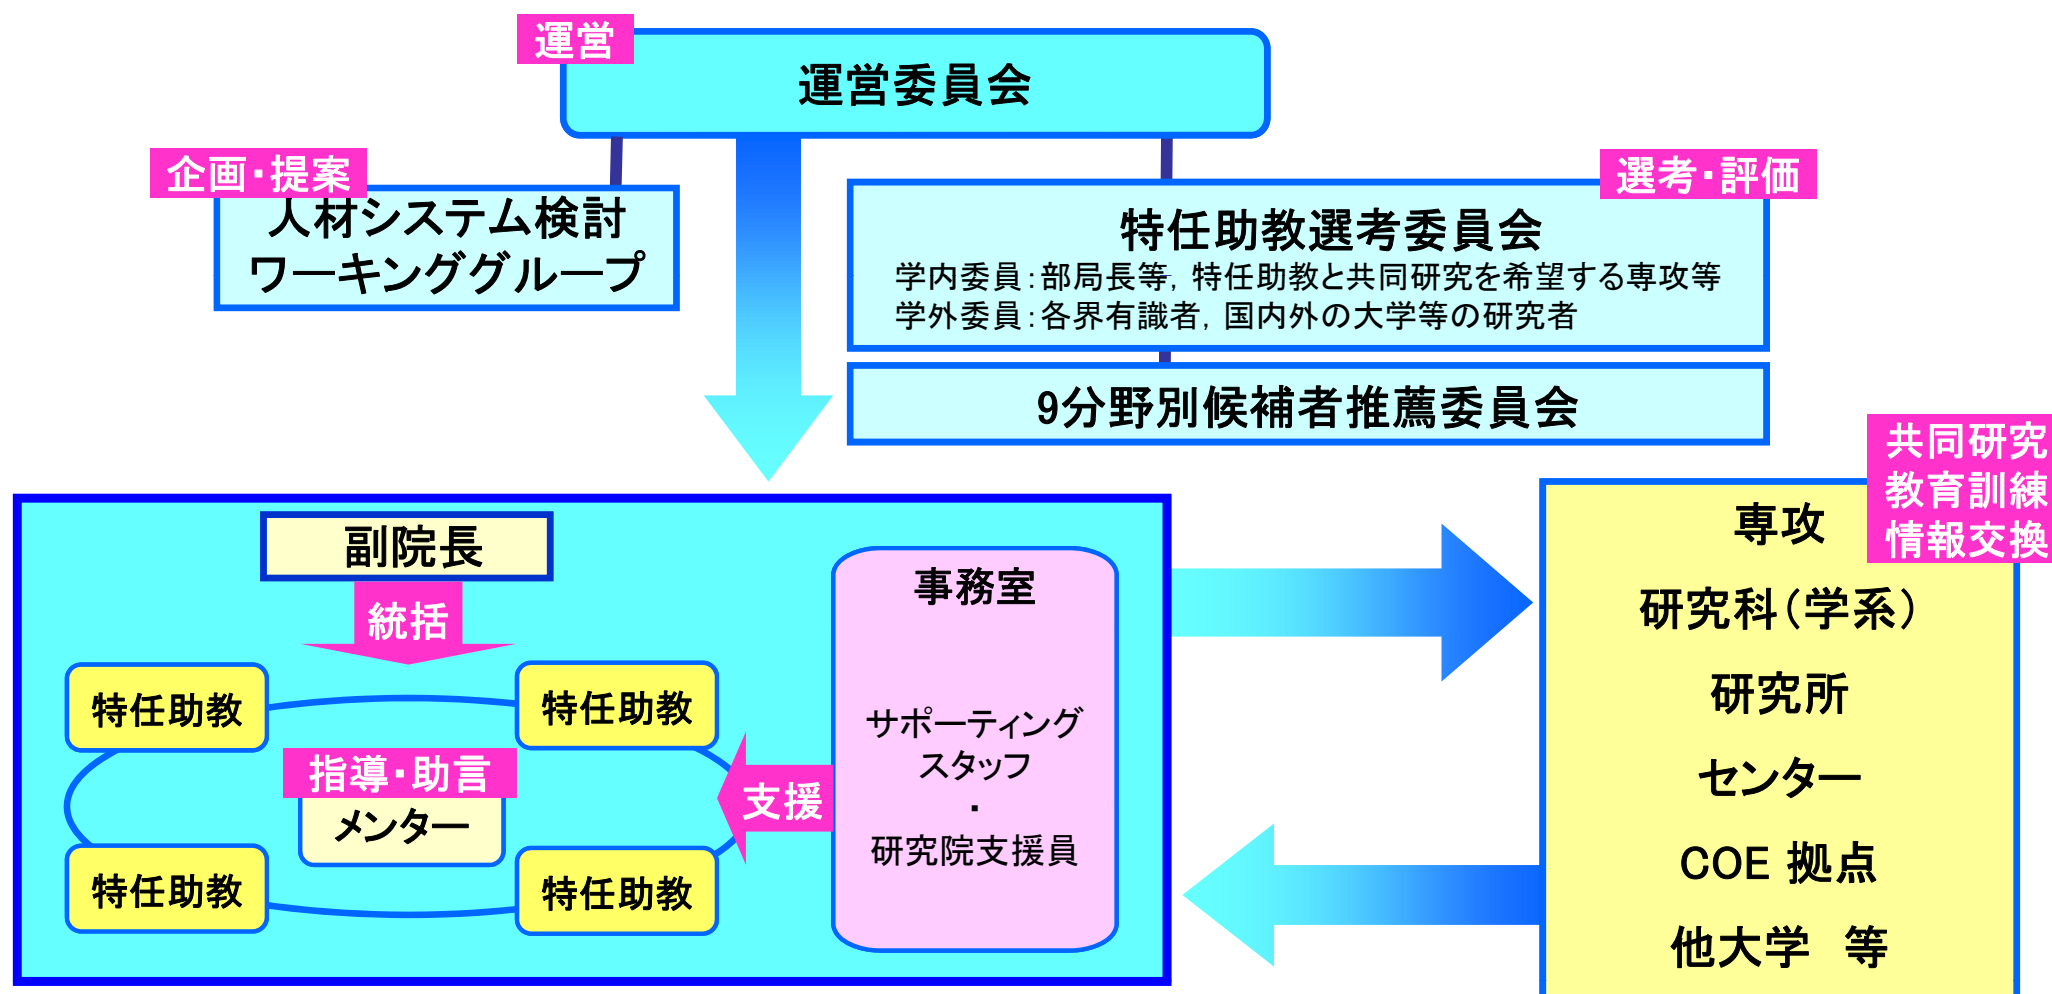 運営
運営委員会
企画・提案
人材システム検討
ワーキンググループ
選考・評価
特任助教選考委員会
学内委員：部局長等，特任助教と共同研究を希望する専攻等
学外委員：各界有識者，国内外の大学等の研究者
9分野別候補者推薦委員会
副院長
統括
特任助教
特任助教
指導・助言
メンター
特任助教
特任助教
支援
事務室
サポーティング
スタッフ
・
研究院支援員
共同研究
教育訓練
情報交換
専攻
研究科（学系）
研究所
センター
COE 拠点
他大学　等